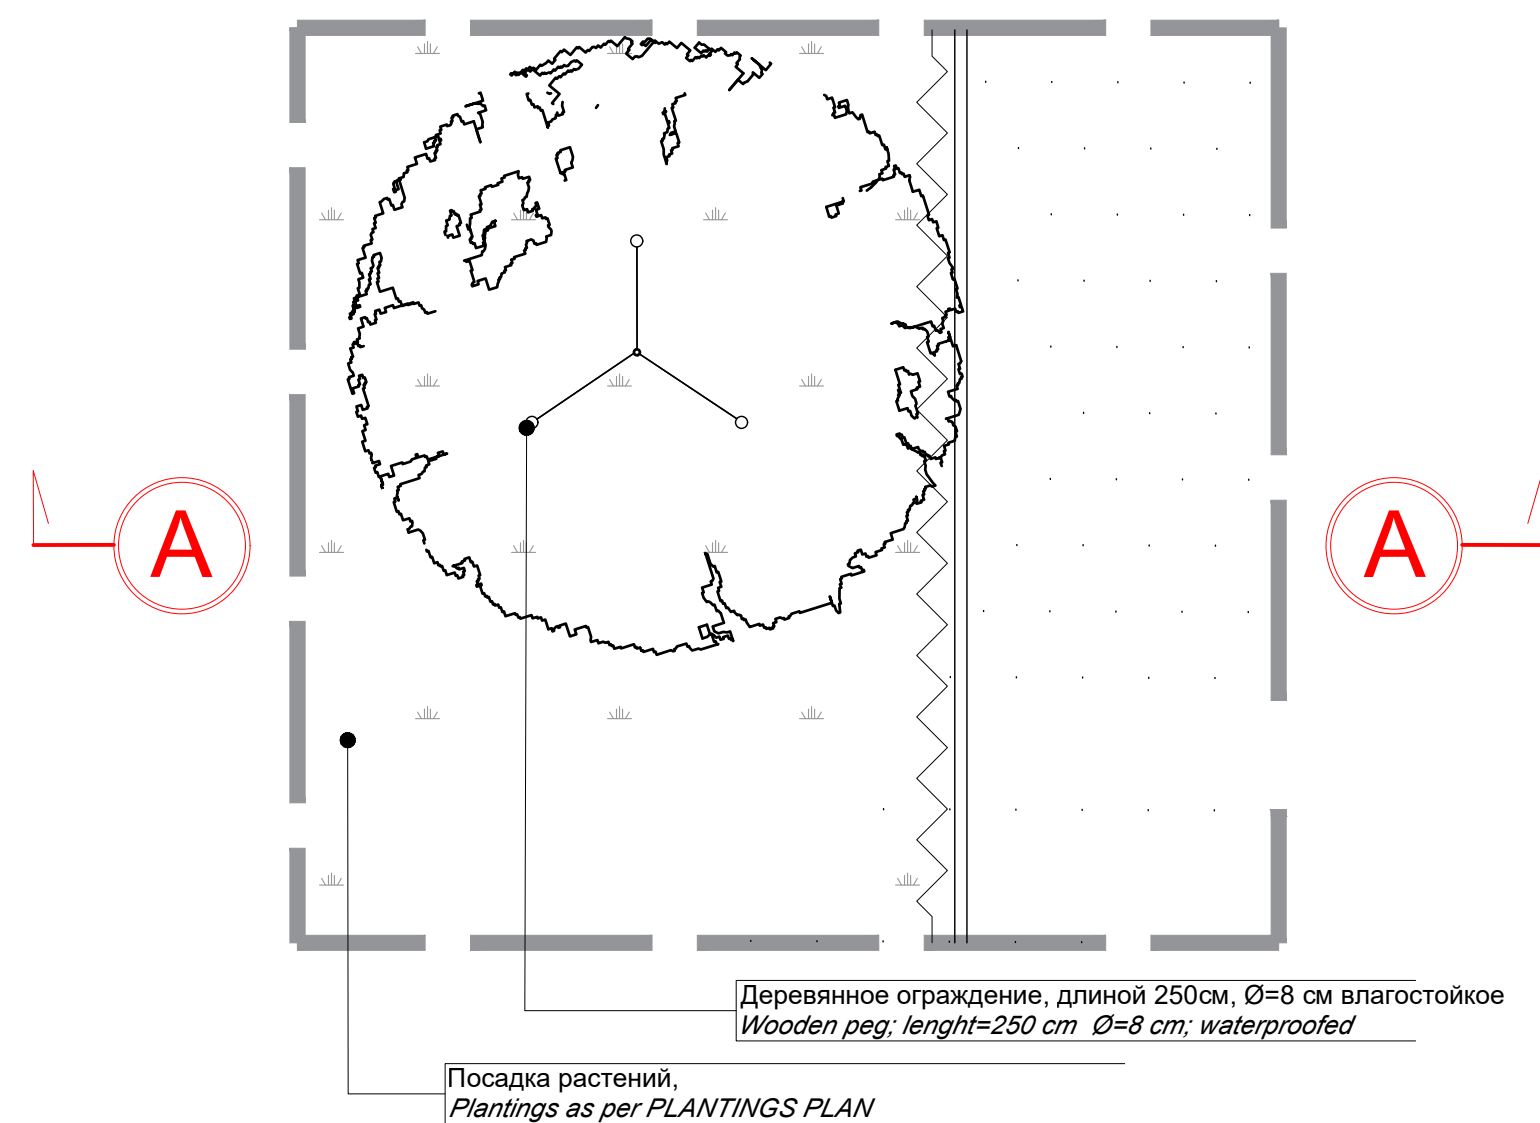 A
A
Деревянное ограждение, длиной 250см, Ø=8 см влагостойкое
Wooden peg; lenght=250 cm Ø=8 cm; waterproofed
Посадка растений,
Plantings as per PLANTINGS PLAN